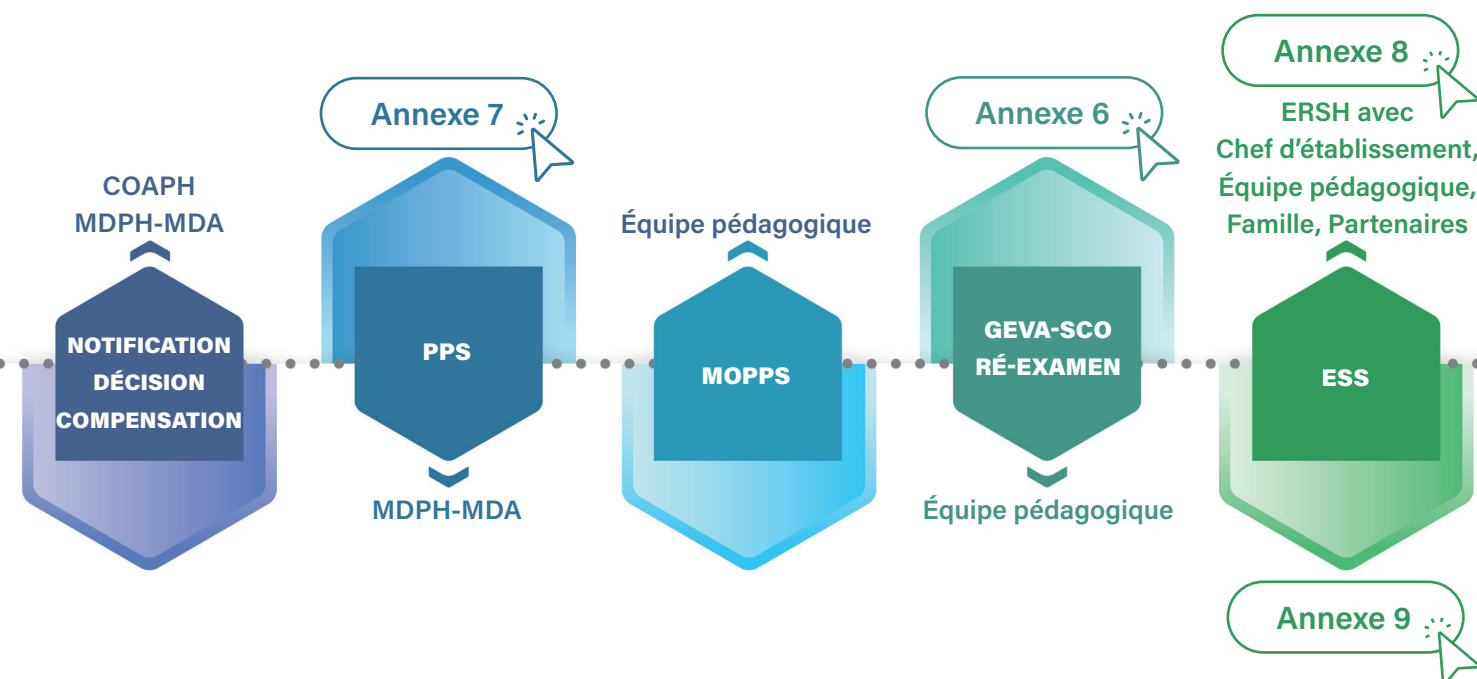 COAPH
MDPH-MDA
NOTIFICATION
DÉCISION
COMPENSATION
Annexe 7
PPS
MDPH-MDA
Équipe pédagogique
MOPPS
Annexe 6
GEVA-SCO
RÉ-EXAMEN
Équipe pédagogique
Annexe 8
ERSH avec
Chef d'établissement,
Équipe pédagogique,
Famille, Partenaires
ESS
Annexe 9